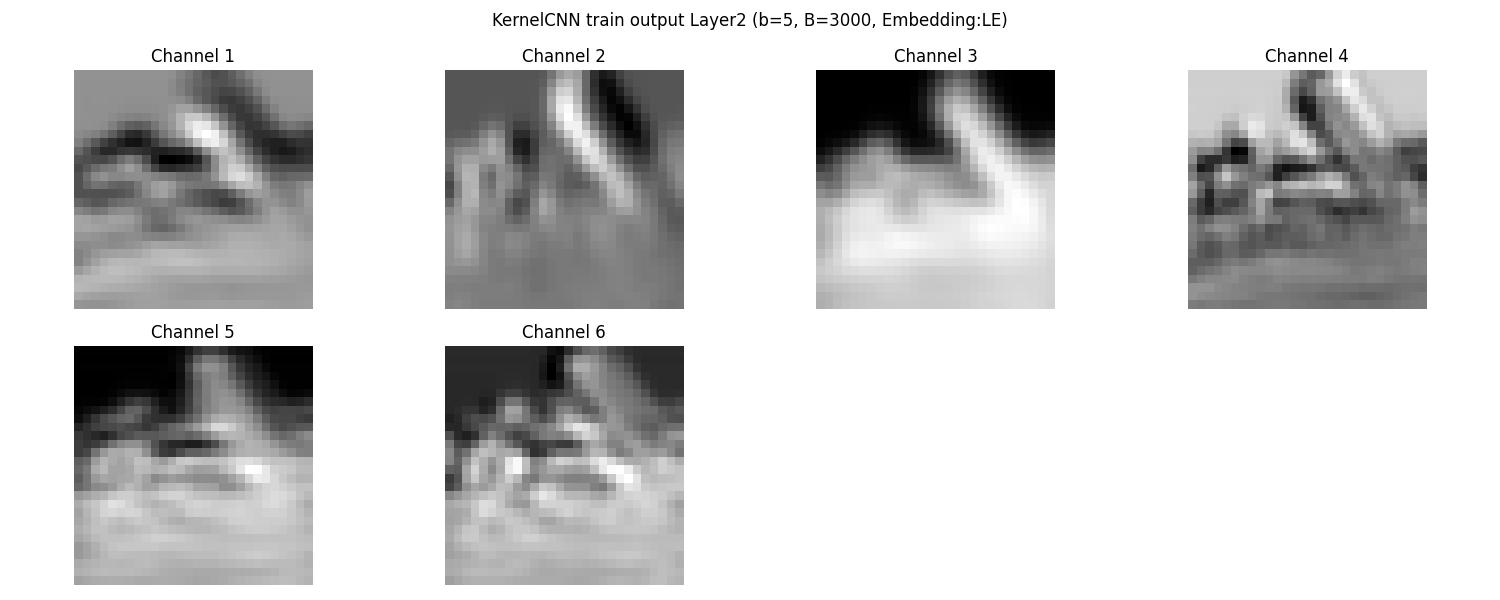 KernelCNN train output Layer2 (b=5, B=3000, Embedding:LE)
Channel 1
Channel 2
Channel 3
Channel 4
Channel 5
Channel 6